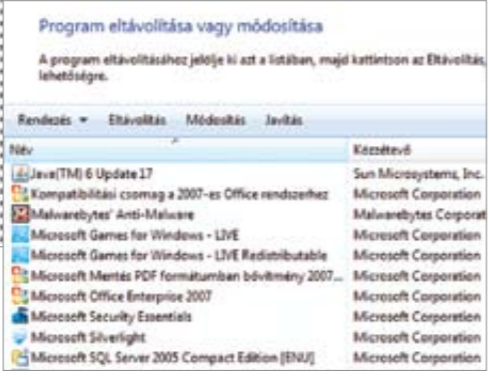 Program eltávolítása vagy módosítása
A program eltávolításához jelölje ki azt a listában, majd kattintson az Eltávolítás,
lehetőségre.
Rendezés Eltávolítás Módosítás Javítás
Név Közzétevő
Java(TM) 6 Update 17 Sun Microsystems, Inc.
Kompatibilitási csomag a 2007-es Office rendszerhez Microsoft Corporation
Malwarebytes' Anti-Malware Malwarebytes Corporat
Microsoft Games for Windows - LIVE Microsoft Corporation
Microsoft Games for Windows - LIVE Redistributable Microsoft Corporation
Microsoft Mentés PDF formátumban bővítmény 2007... Microsoft Corporation
Microsoft Office Enterprise 2007 Microsoft Corporation
Microsoft Security Essentials Microsoft Corporation
Microsoft Silverlight Microsoft Corporation
Microsoft SQL Server 2005 Compact Edition [ENU] Microsoft Corporation